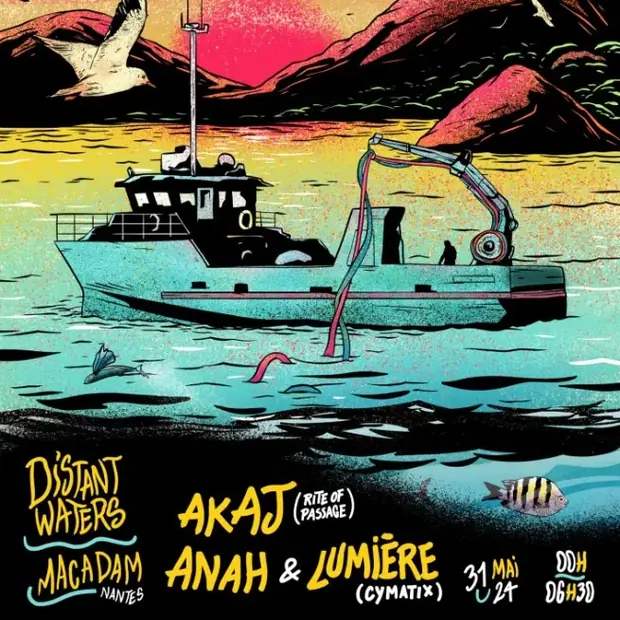 DISTANT
WATERS
MACADAM
NANTES
AKAJ (RITE OF
PASSAGE)
ANAH & LUMIÈRE
(CYMATIX)
31 MAI
24
00H
06H30